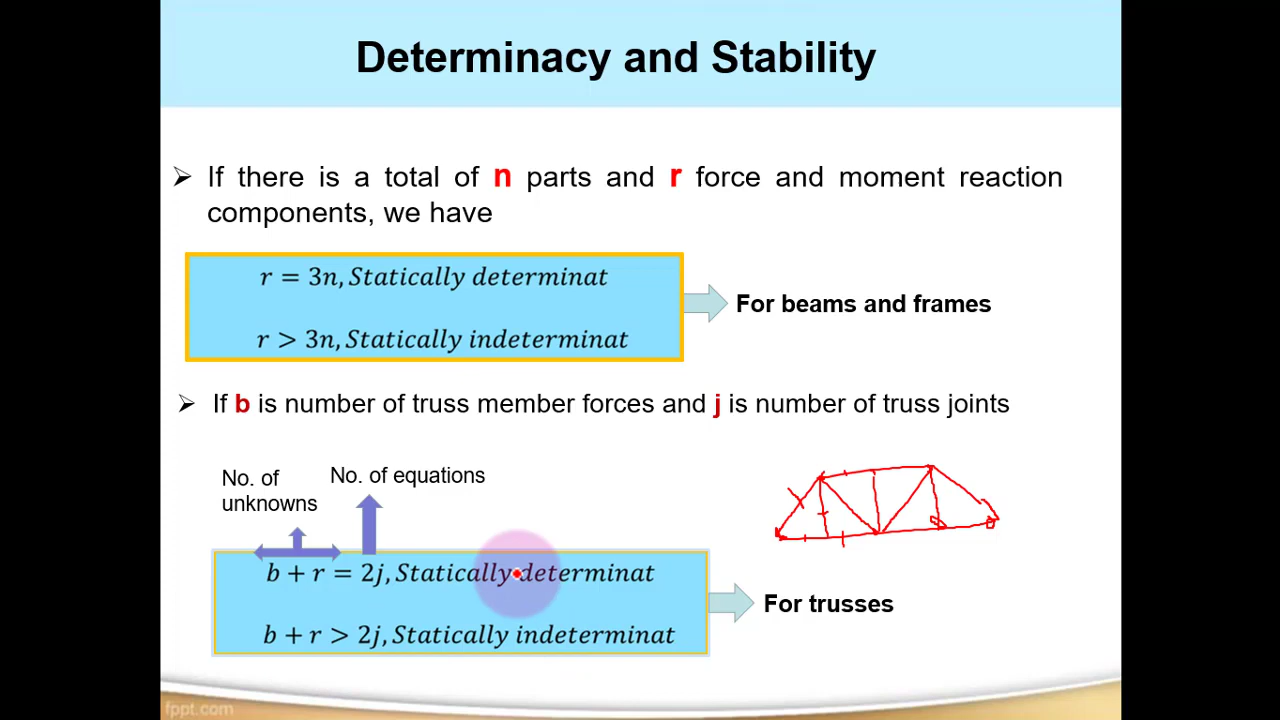 Determinacy and Stability
➢ If there is a total of n parts and r force and moment reaction
components, we have
r = 3n, Statically determinat
r > 3n, Statically indeterminat
For beams and frames
➢ If b is number of truss member forces and j is number of truss joints
No. of
unknowns
No. of equations
b + r = 2j, Statically determinat
b + r > 2j, Statically indeterminat
For trusses
fppt.com